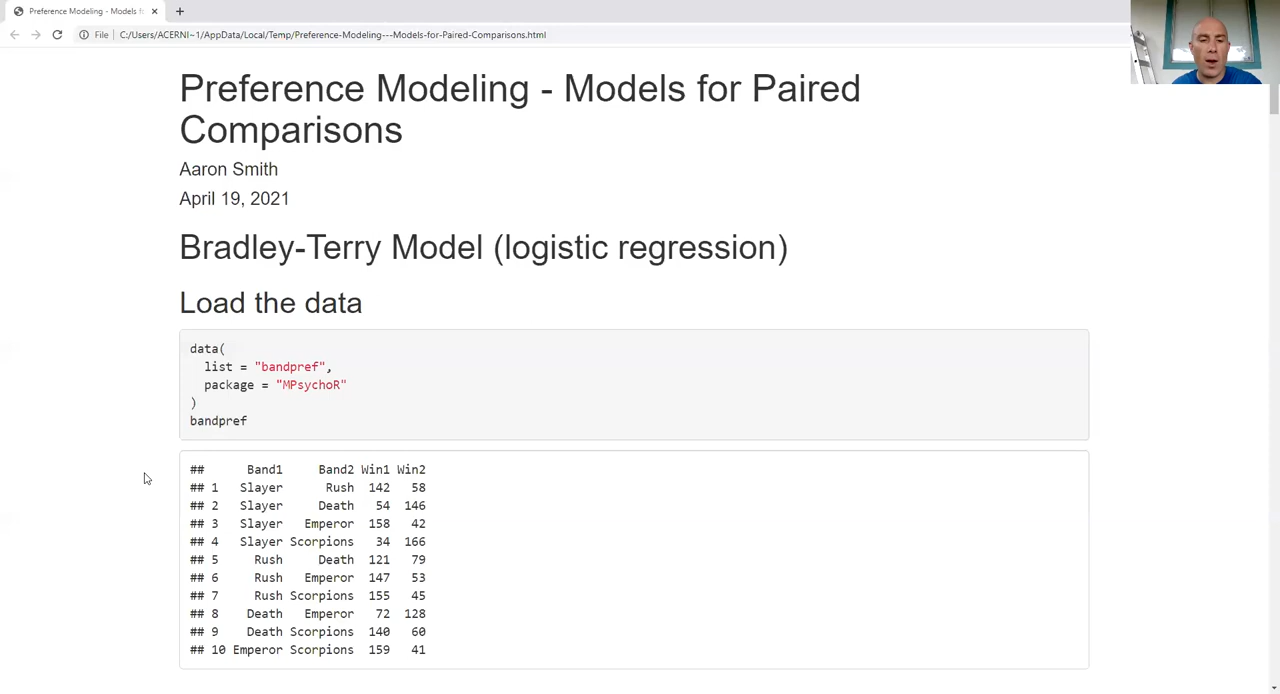 Preference Modeling - Models fo
File
C:/Users/ACERNI~1/AppData/Local/Temp/Preference-Modeling---Models-for-Paired-Comparisons.html
Preference Modeling - Models for Paired
Comparisons
Aaron Smith
April 19, 2021
Bradley-Terry Model (logistic regression)
Load the data
data(
  list = "bandpref",
  package = "MPsychoR"
)
bandpref
##       Band1     Band2 Win1 Win2
## 1    Slayer      Rush  142   58
## 2    Slayer     Death   54  146
## 3    Slayer   Emperor  158   42
## 4    Slayer Scorpions   34  166
## 5      Rush     Death  121   79
## 6      Rush   Emperor  147   53
## 7      Rush Scorpions  155   45
## 8     Death   Emperor   72  128
## 9     Death Scorpions  140   60
## 10 Emperor Scorpions  159   41